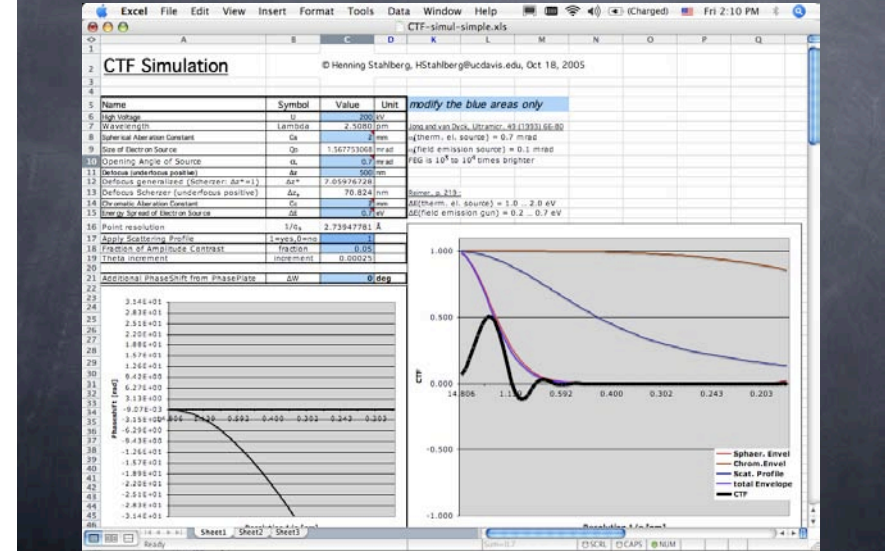 Excel File Edit View Insert Format Tools Data Window Help (Charged) Fri 2:10 PM
CTF-simul-simple.xls
A B C D K L M N O P Q
CTF Simulation © Henning Stahlberg, HStahlberg@ucdavis.edu, Oct 18, 2005
Name Symbol Value Unit modify the blue areas only
High Voltage U 200 kV
Wavelength Lambda 2.5080 pm Jong and van Dyck, Ultramicr. 49 (1993) 66-80
Spherical Aberation Constant Cs 2 mm (therm. el. source) = 0.7 mrad
Size of Electron Source Qo 1.567753068 mrad (field emission source) = 0.1 mrad
Opening Angle of Source 0.7 mrad FEG is 10³ to 10⁴ times brighter
Defocus (underfocus positive) Δz 500 nm
Defocus generalized (Scherzer: Δz*=1) Δz* 7.05976728
Defocus Scherzer (underfocus positive) 70.824 nm Reimer, p. 219:
Chromatic Aberration Constant Cc 2 mm ΔE(therm. el. source) = 1.0 .. 2.0 eV
Energy Spread of Electron Source ΔE 0.7 eV ΔE(field emission gun) = 0.2 .. 0.7 eV
Point resolution 2.73947781 Å
Apply Scattering Profile 1=yes,0=no 1
Fraction of Amplitude Contrast fraction 0.05
Theta increment increment 0.00025
Additional PhaseShift from PhasePlate ΔW 0 deg
3.14E+01
2.83E+01
2.51E+01
2.20E+01
1.88E+01
1.57E+01
1.26E+01
9.42E+00
6.27E+00
3.13E+00
-9.07E-03
-3.15E+00 0.592 0.400 0.302 0.243 0.203
-6.29E+00
-9.43E+00
-1.26E+01
-1.57E+01
-1.89E+01
-2.20E+01
-2.51E+01
-2.83E+01
-3.14E+01
Phaseshift [rad]
1.000
0.500
0.000
14.806 0.592 0.400 0.302 0.243 0.203
-0.500
-1.000
CTF
Sphaer. Envel
Chrom.Envel
Scat. Profile
total Envelope
CTF
Sheet1 Sheet2 Sheet3
Ready Sum=0.7 SCRL CAPS NUM